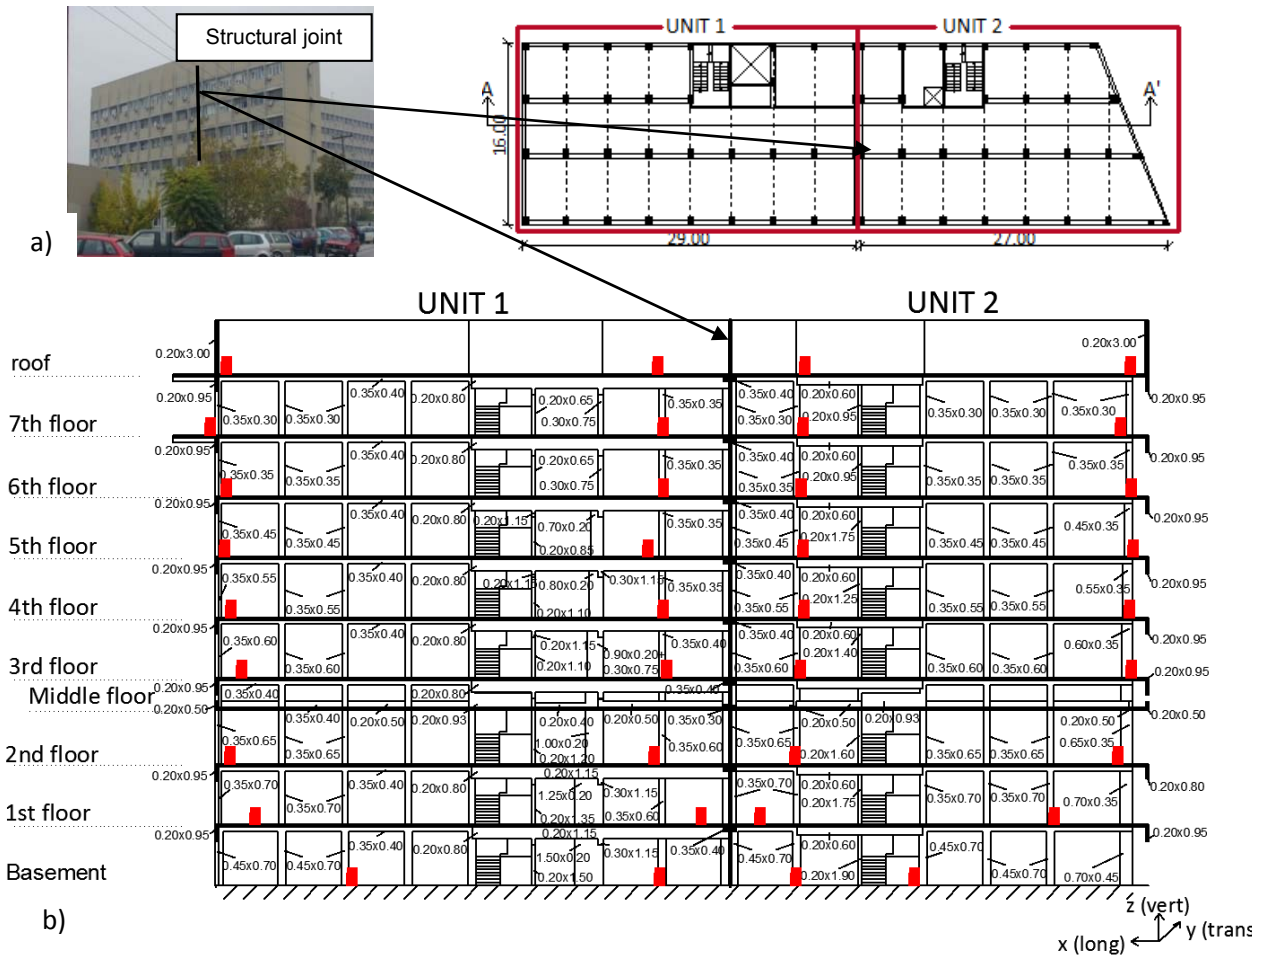 Structural joint
UNIT 1
UNIT 2
A
A'
16.00
29.00
27.00
a)
UNIT 1
UNIT 2
roof
0.20x3.00
0.20x3.00
0.20x95
0.35x0.40
0.20x0.80
0.20x0.65
0.35x0.35
0.35x0.40
0.20x0.60
0.20x0.95
7th floor
0.35x0.30
0.35x0.30
0.30x0.75
0.35x0.30
0.20x0.95
0.35x0.30
0.35x0.30
0.35x0.30
0.20x0.95
0.35x0.40
0.20x0.80
0.20x0.65
0.35x0.35
0.35x0.40
0.20x0.60
0.35x0.35
0.20x0.95
6th floor
0.35x0.35
0.35x0.35
0.30x0.75
0.35x0.35
0.20x0.95
0.35x0.35
0.35x0.35
0.20x0.95
0.35x0.40
0.20x0.80
0.20x1.15
0.70x0.20
0.35x0.35
0.35x0.40
0.20x0.60
0.45x0.35
0.20x0.95
5th floor
0.35x0.45
0.35x0.45
0.20x0.85
0.35x0.45
0.20x1.75
0.35x0.45
0.35x0.45
0.20x0.95
0.35x0.55
0.35x0.40
0.20x0.80
0.20x1.15
0.80x0.20
0.30x1.15
0.35x0.35
0.35x0.40
0.20x0.60
0.55x0.35
0.20x0.95
4th floor
0.35x0.55
0.20x1.10
0.35x0.55
0.20x1.25
0.35x0.55
0.35x0.55
0.20x0.95
0.35x0.60
0.35x0.40
0.20x0.80
0.20x1.15
0.90x0.20+
0.35x0.40
0.35x0.40
0.20x0.60
0.60x0.35
0.20x0.95
3rd floor
0.35x0.60
0.20x1.10
0.30x0.75
0.35x0.60
0.20x1.40
0.35x0.60
0.35x0.60
0.20x0.95
Middle floor
0.20x0.95
0.35x0.40
0.20x0.80
0.35x0.40
0.20x0.50
0.35x0.40
0.20x0.50
0.20x0.93
0.20x0.40
0.20x0.50
0.35x0.30
0.20x0.50
0.20x0.93
0.20x0.50
0.20x0.50
2nd floor
0.35x0.65
0.35x0.65
1.00x0.20
0.20x1.20
0.35x0.60
0.35x0.65
0.20x1.60
0.35x0.65
0.35x0.65
0.65x0.35
0.20x0.95
0.35x0.70
0.35x0.40
0.20x0.80
0.20x1.15
0.30x1.15
0.35x0.70
0.20x0.60
0.20x0.80
1st floor
0.35x0.70
1.25x0.20
0.20x1.35
0.35x0.60
0.20x1.75
0.35x0.70
0.35x0.70
0.70x0.35
0.20x0.95
0.35x0.40
0.20x0.80
0.20x1.15
0.30x1.15
0.35x0.40
0.20x0.60
0.45x0.70
0.20x0.95
Basement
0.45x0.70
0.45x0.70
1.50x0.20
0.20x1.50
0.45x0.70
0.20x1.90
0.45x0.70
0.70x0.45
b)
z (vert)
y (trans
x (long)